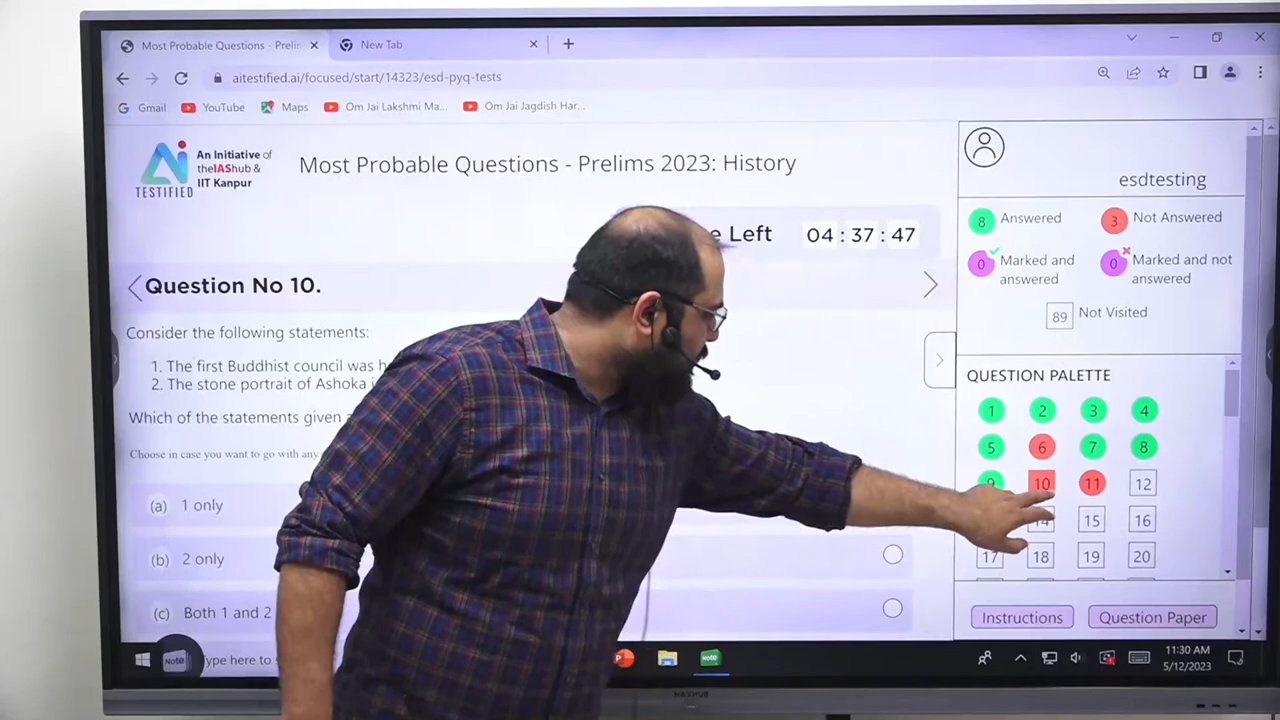 Most Probable Questions - Prelin
New Tab
aitestified.ai/focused/start/14323/esd-pyq-tests
Gmail
YouTube
Maps
Om Jai Lakshmi Ma...
Om Jai Jagdish Har...
TESTIFIED
An Initiative of
theIAShub &
IIT Kanpur
Most Probable Questions - Prelims 2023: History
esdtesting
e Left 04 : 37 : 47
8 Answered
3 Not Answered
0 Marked and
answered
0 Marked and not
answered
89 Not Visited
Question No 10.
Consider the following statements:
1. The first Buddhist council was h
2. The stone portrait of Ashoka i
Which of the statements given
Choose in case you want to go with any
(a) 1 only
(b) 2 only
(c) Both 1 and 2
QUESTION PALETTE
1 2 3 4
5 6 7 8
9 10 11 12
14 15 16
17 18 19 20
Instructions
Question Paper
Note
ype here to s
11:30 AM
5/12/2023
MAXHUB